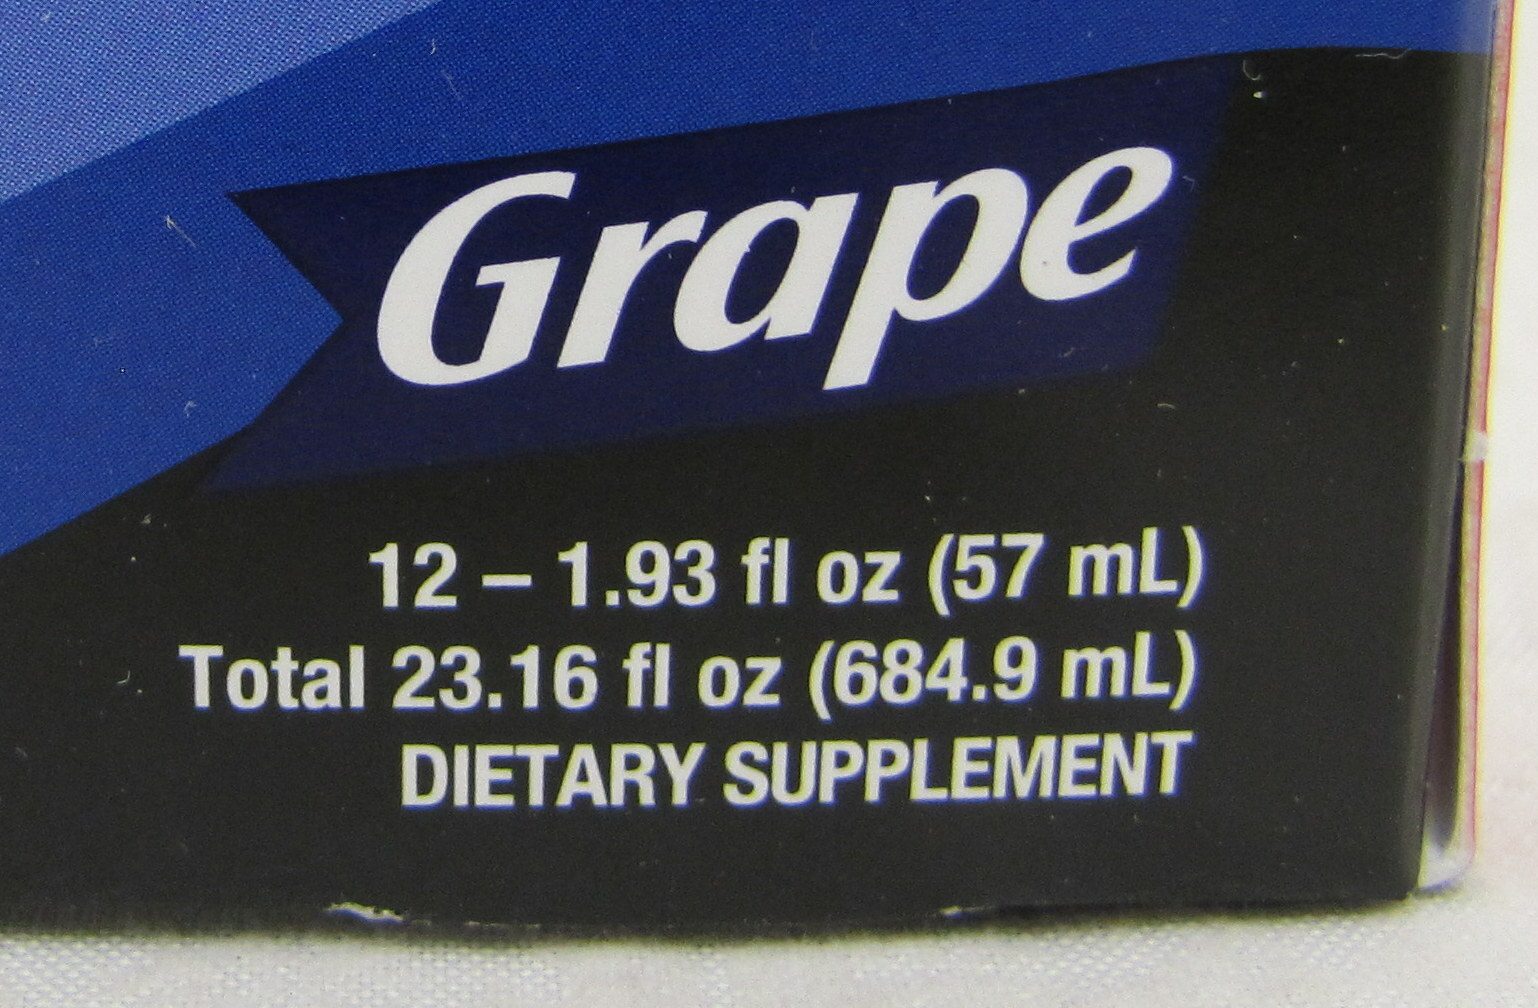 Grape
12 – 1.93 fl oz (57 mL)
Total 23.16 fl oz (684.9 mL)
DIETARY SUPPLEMENT